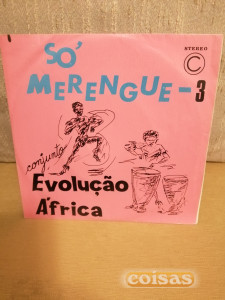 SO'
STEREO
C
MERENGUE-3
conjunto
Evolução
África
coisas